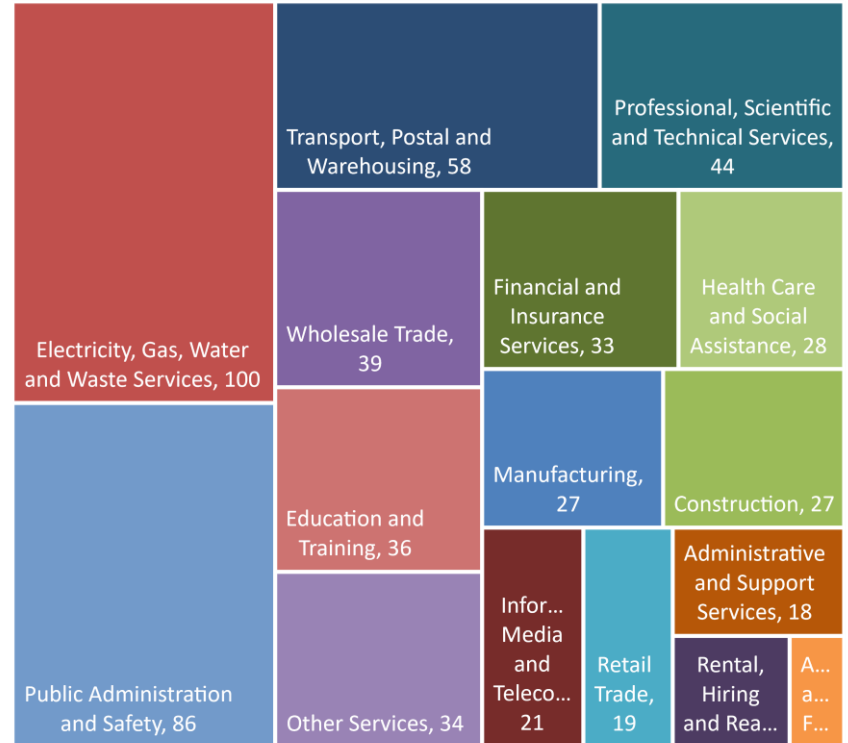 Electricity, Gas, Water
and Waste Services, 100
Public Administration
and Safety, 86
Transport, Postal and
Warehousing, 58
Professional, Scientific
and Technical Services,
44
Wholesale Trade,
39
Education and
Training, 36
Other Services, 34
Financial and
Insurance
Services, 33
Health Care
and Social
Assistance, 28
Manufacturing,
27
Construction, 27
Infor...
Media
and
Teleco...
21
Retail
Trade,
19
Administrative
and Support
Services, 18
Rental,
Hiring
and Rea...
A...
a...
F...